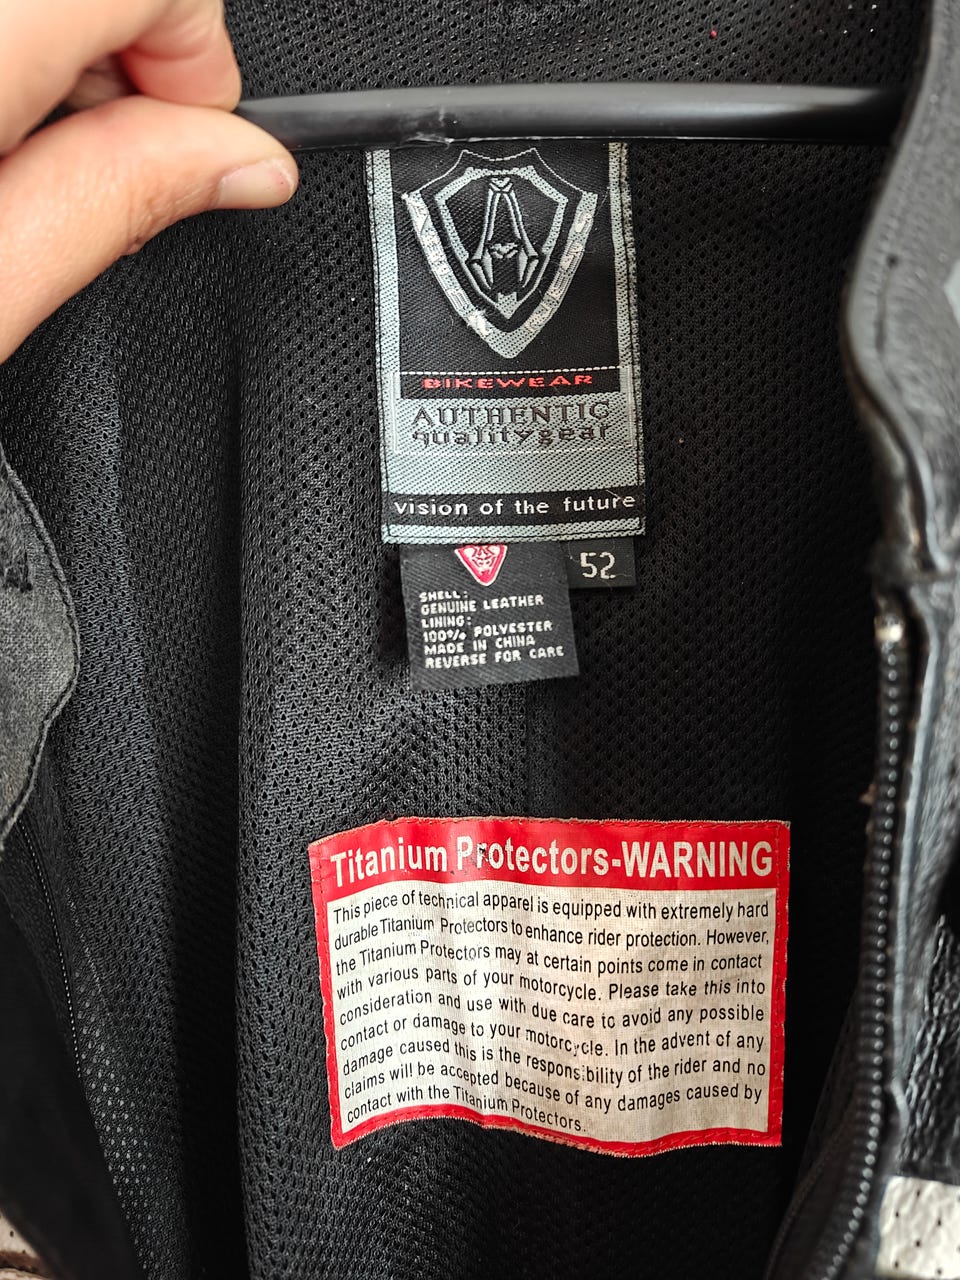 BIKEWEAR
AUTHENTIC
qualitygear
vision of the future
52
SHELL:
GENUINE LEATHER
LINING:
100% POLYESTER
MADE IN CHINA
REVERSE FOR CARE
Titanium Protectors-WARNING
This piece of technical apparel is equipped with extremely hard
durable Titanium Protectors to enhance rider protection. However,
the Titanium Protectors may at certain points come in contact
with various parts of your motorcycle. Please take this into
consideration and use with due care to avoid any possible
contact or damage to your motorcycle. In the advent of any
damage caused this is the responsibility of the rider and no
claims will be accepted because of any damages caused by
contact with the Titanium Protectors.